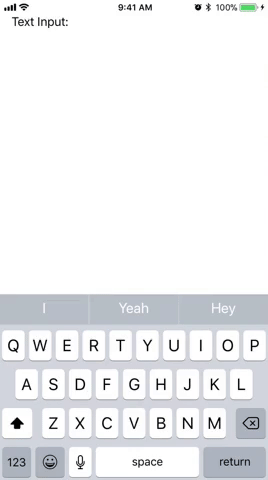 9:41 AM 100%
Text Input:
I Yeah Hey
Q W E R T Y U I O P
A S D F G H J K L
Z X C V B N M
123 space return